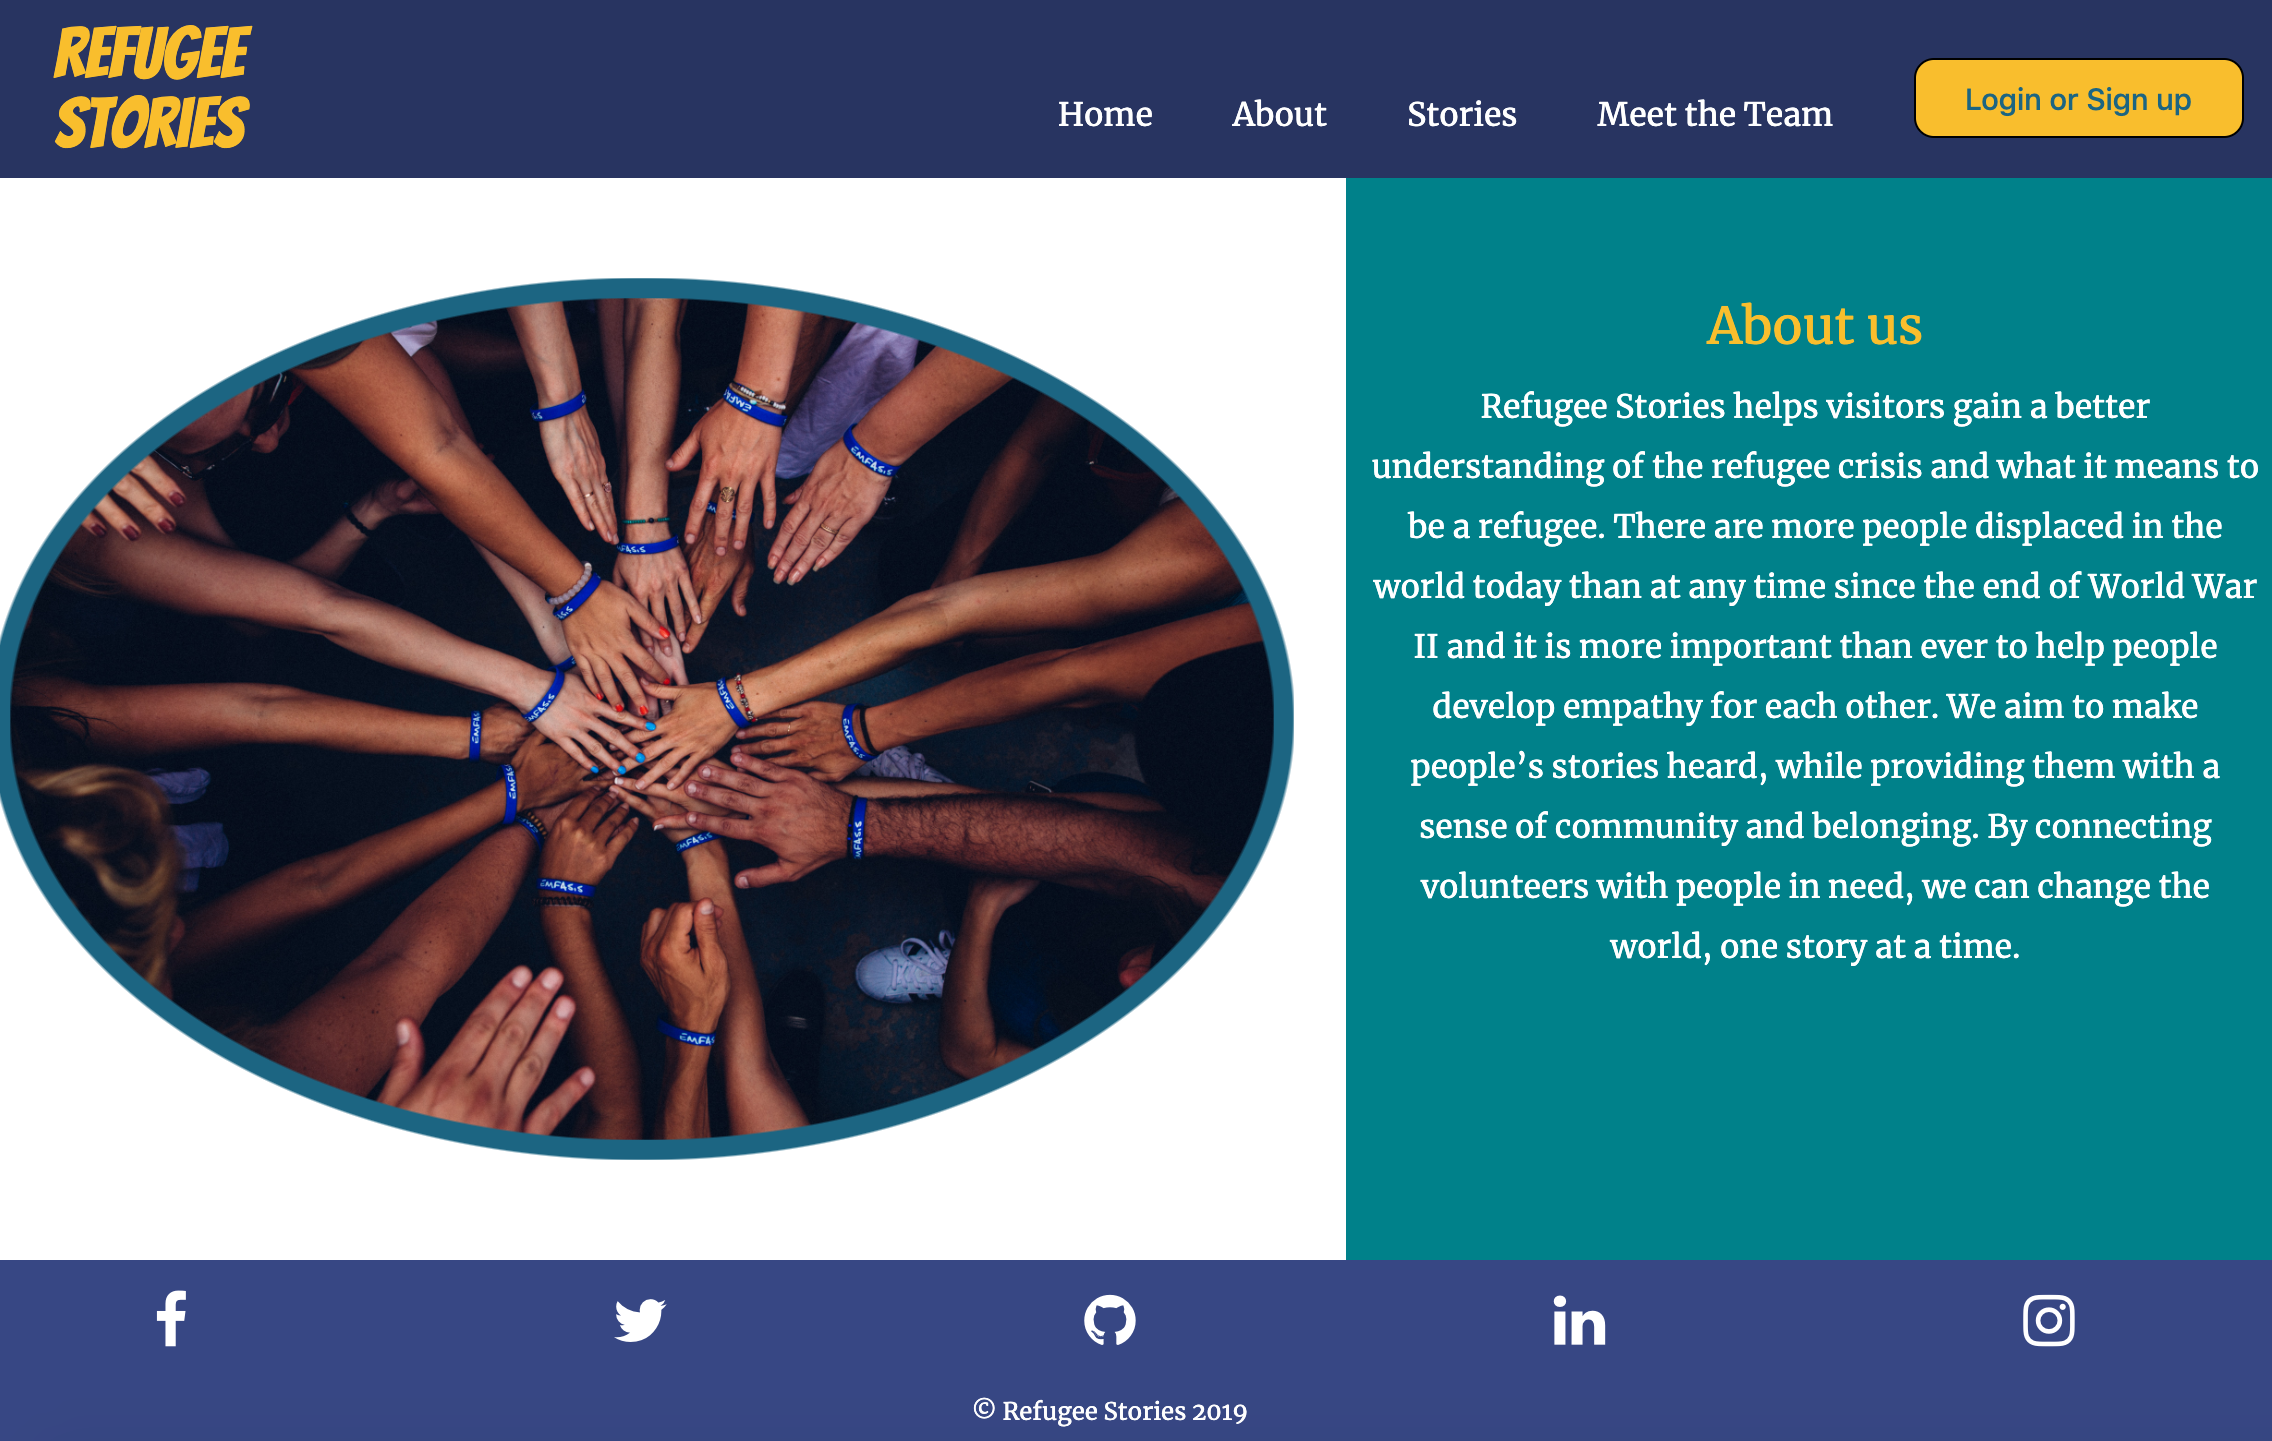 REFUGEE
STORIES
Home About Stories Meet the Team Login or Sign up
EMFASIS
EMFASIS
EMFASIS
EMFASIS
About us
Refugee Stories helps visitors gain a better
understanding of the refugee crisis and what it means to
be a refugee. There are more people displaced in the
world today than at any time since the end of World War
II and it is more important than ever to help people
develop empathy for each other. We aim to make
people’s stories heard, while providing them with a
sense of community and belonging. By connecting
volunteers with people in need, we can change the
world, one story at a time.
© Refugee Stories 2019